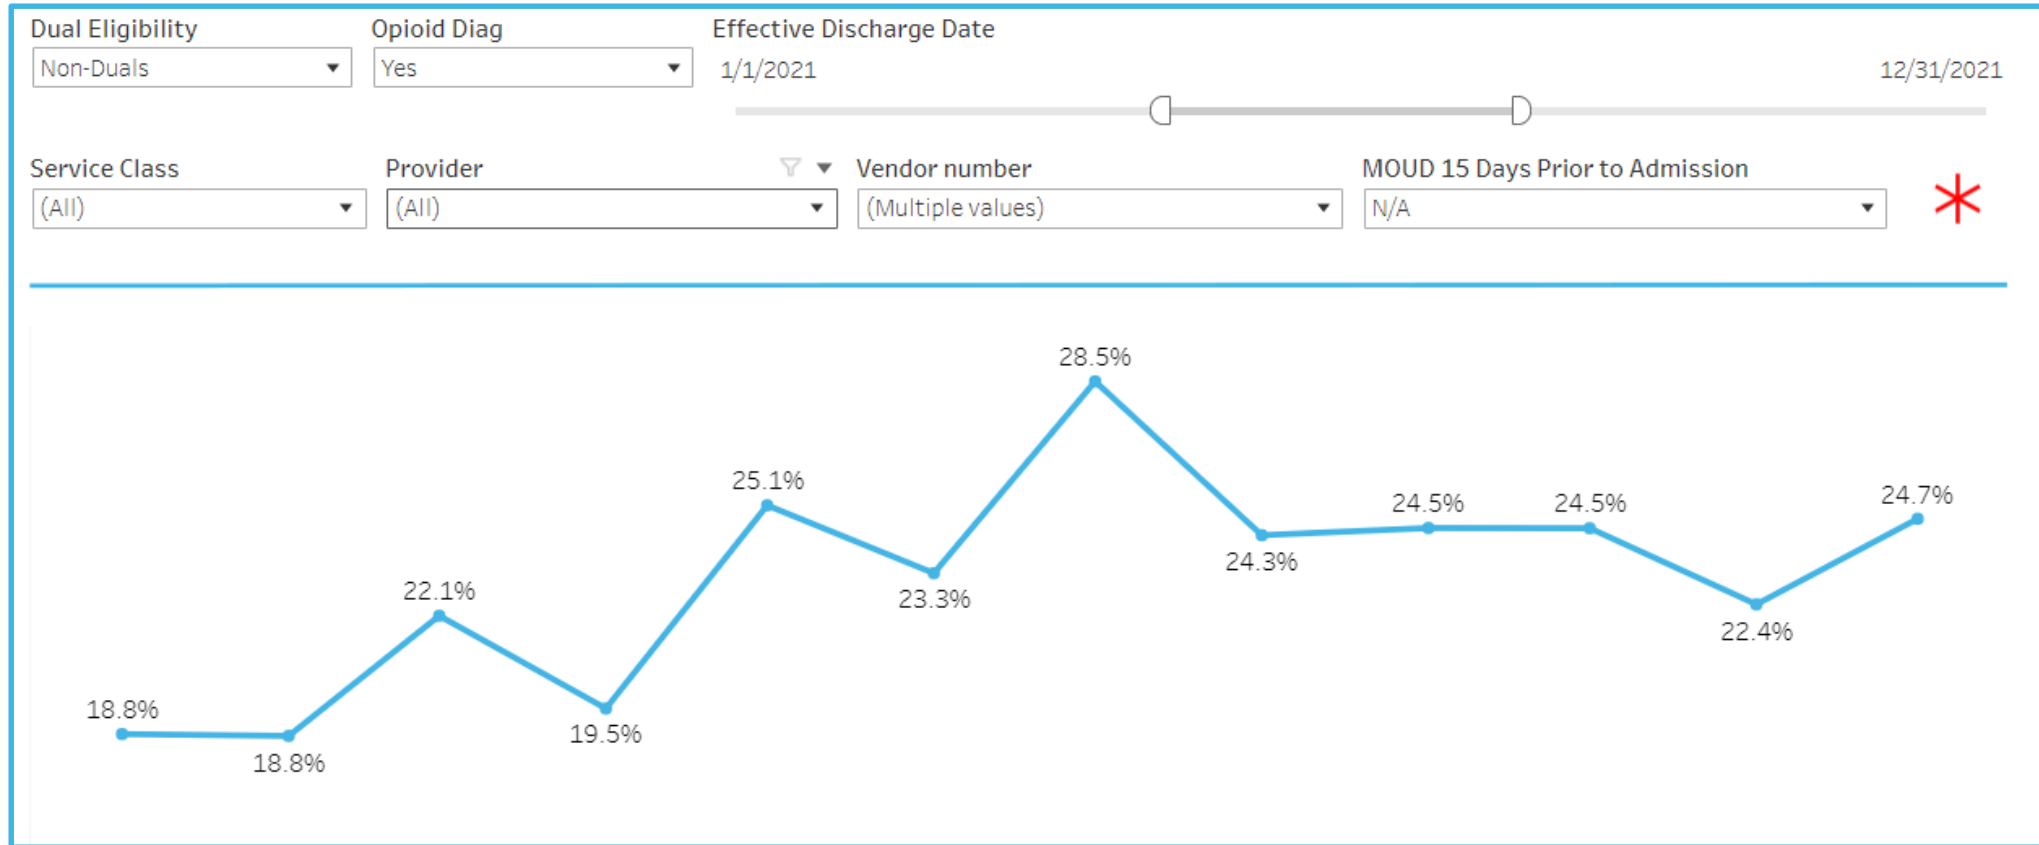 Dual Eligibility
Opioid Diag
Effective Discharge Date
Non-Duals
Yes
1/1/2021
12/31/2021
Service Class
Provider
Vendor number
MOUD 15 Days Prior to Admission
(All)
(All)
(Multiple values)
N/A
28.5%
25.1%
24.5%
24.5%
24.7%
24.3%
22.1%
23.3%
22.4%
18.8%
19.5%
18.8%